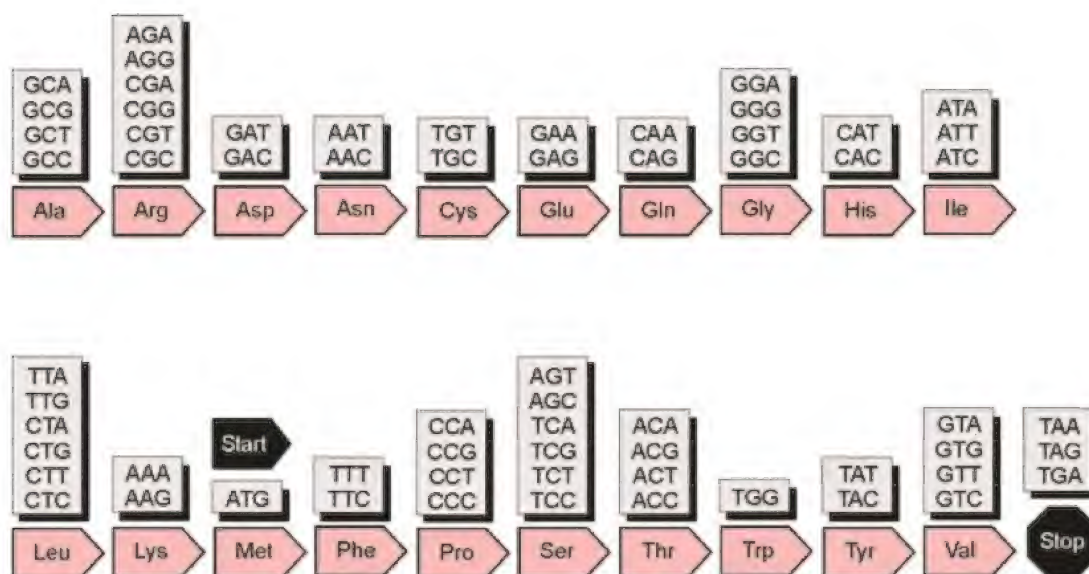 GCA
GCG
GCT
GCC
Ala
AGA
AGG
CGA
CGG
CGT
CGC
Arg
GAT
GAC
Asp
AAT
AAC
Asn
TGT
TGC
Cys
GAA
GAG
Glu
CAA
CAG
Gln
GGA
GGG
GGT
GGC
Gly
CAT
CAC
His
ATA
ATT
ATC
Ile
TTA
TTG
CTA
CTG
CTT
CTC
Leu
AAA
AAG
Lys
Start
ATG
Met
TTT
TTC
Phe
CCA
CCG
CCT
CCC
Pro
AGT
AGC
TCA
TCG
TCT
TCC
Ser
ACA
ACG
ACT
ACC
Thr
TGG
Trp
TAT
TAC
Tyr
GTA
GTG
GTT
GTC
Val
TAA
TAG
TGA
Stop